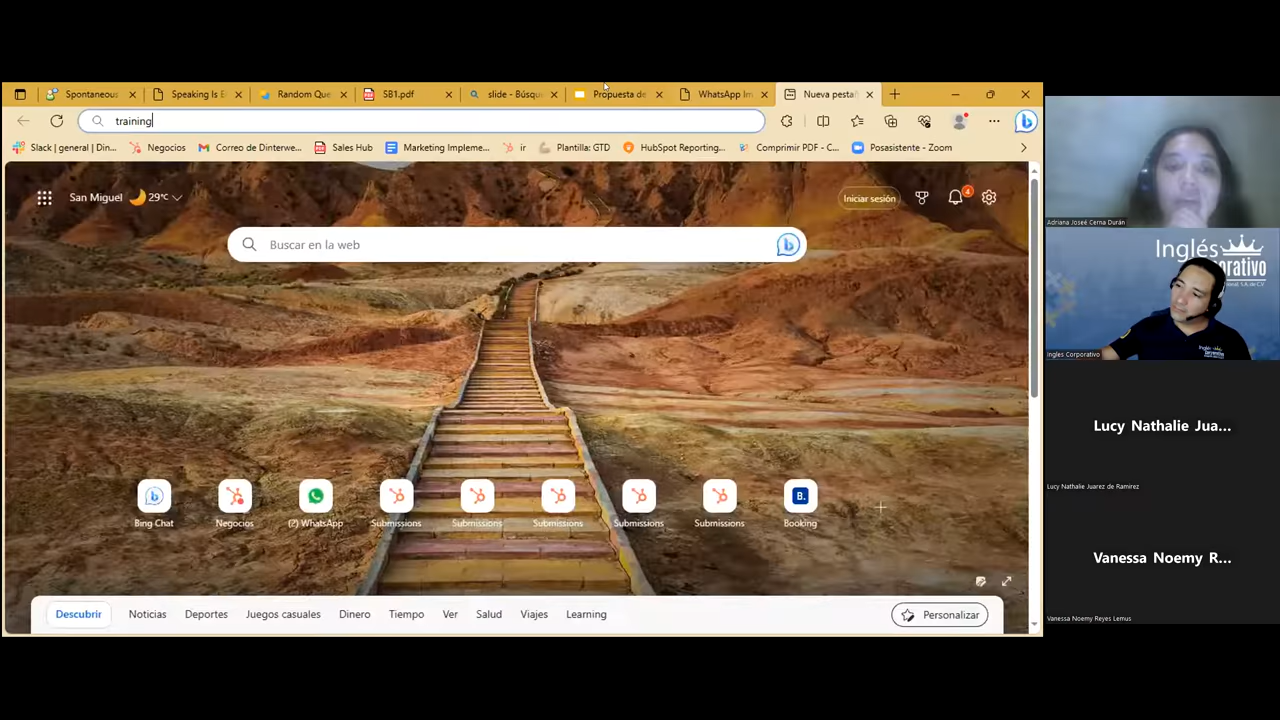 Spontaneous
Speaking Is E
Random Que
SB1.pdf
slide - Búsqu
Propuesta de
WhatsApp Im
Nueva pestañ
training
Slack | general | Din...
Negocios
Correo de Dinterwe...
Sales Hub
Marketing Impleme...
ir
Plantilla: GTD
HubSpot Reporting...
Comprimir PDF - C...
Posasistente - Zoom
San Miguel 29°C
Iniciar sesión
4
Buscar en la web
Bing Chat
Negocios
(2) WhatsApp
Submissions
Submissions
Submissions
Submissions
Submissions
B.
Booking
Descubrir
Noticias
Deportes
Juegos casuales
Dinero
Tiempo
Ver
Salud
Viajes
Learning
Personalizar
Adriana Joseé Cerna Durán
Inglés
orativo
Ingles Corporativo
Lucy Nathalie Jua...
Lucy Nathalie Juarez de Ramirez
Vanessa Noemy R...
Vanessa Noemy Reyes Lemus